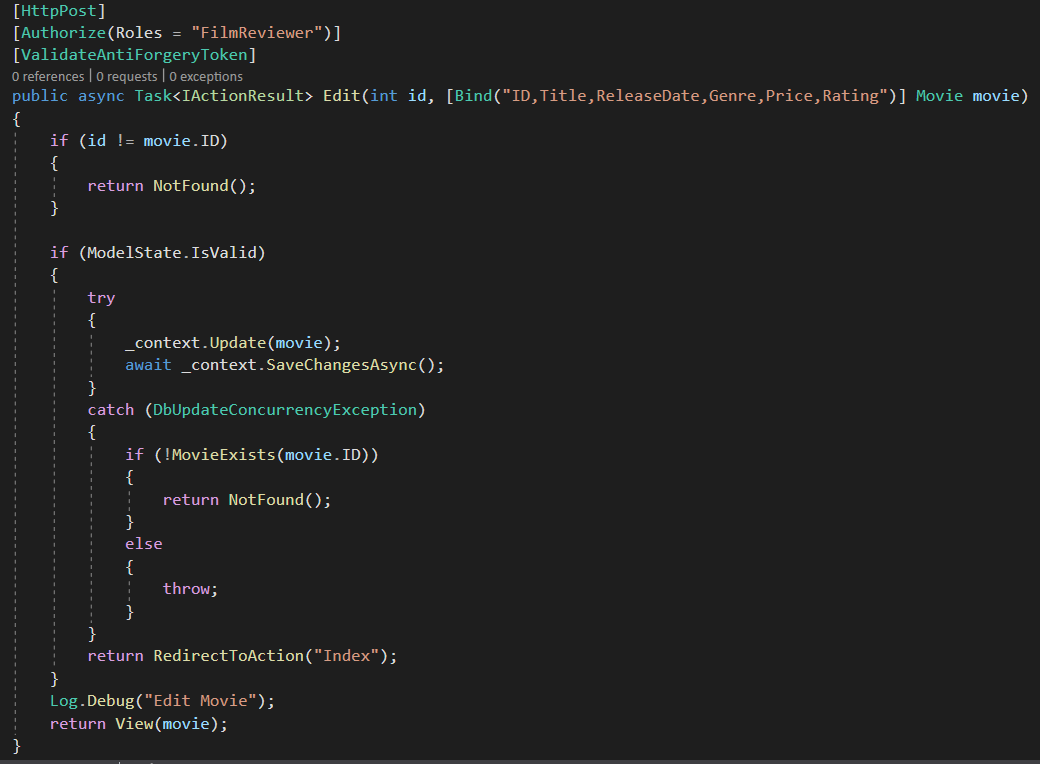 [HttpPost]
[Authorize(Roles = "FilmReviewer")]
[ValidateAntiForgeryToken]
0 references | 0 requests | 0 exceptions
public async Task<IActionResult> Edit(int id, [Bind("ID,Title,ReleaseDate,Genre,Price,Rating")] Movie movie)
{
    if (id != movie.ID)
    {
        return NotFound();
    }

    if (ModelState.IsValid)
    {
        try
        {
            _context.Update(movie);
            await _context.SaveChangesAsync();
        }
        catch (DbUpdateConcurrencyException)
        {
            if (!MovieExists(movie.ID))
            {
                return NotFound();
            }
            else
            {
                throw;
            }
        }
        return RedirectToAction("Index");
    }
    Log.Debug("Edit Movie");
    return View(movie);
}